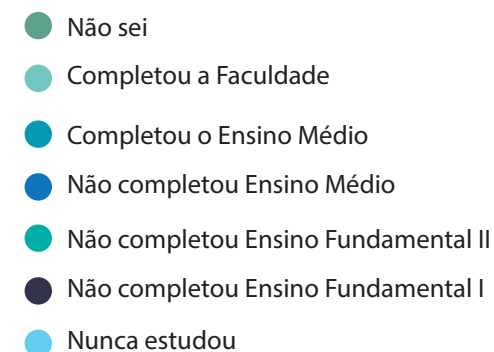 Não sei
Completou a Faculdade
Completou o Ensino Médio
Não completou Ensino Médio
Não completou Ensino Fundamental II
Não completou Ensino Fundamental I
Nunca estudou